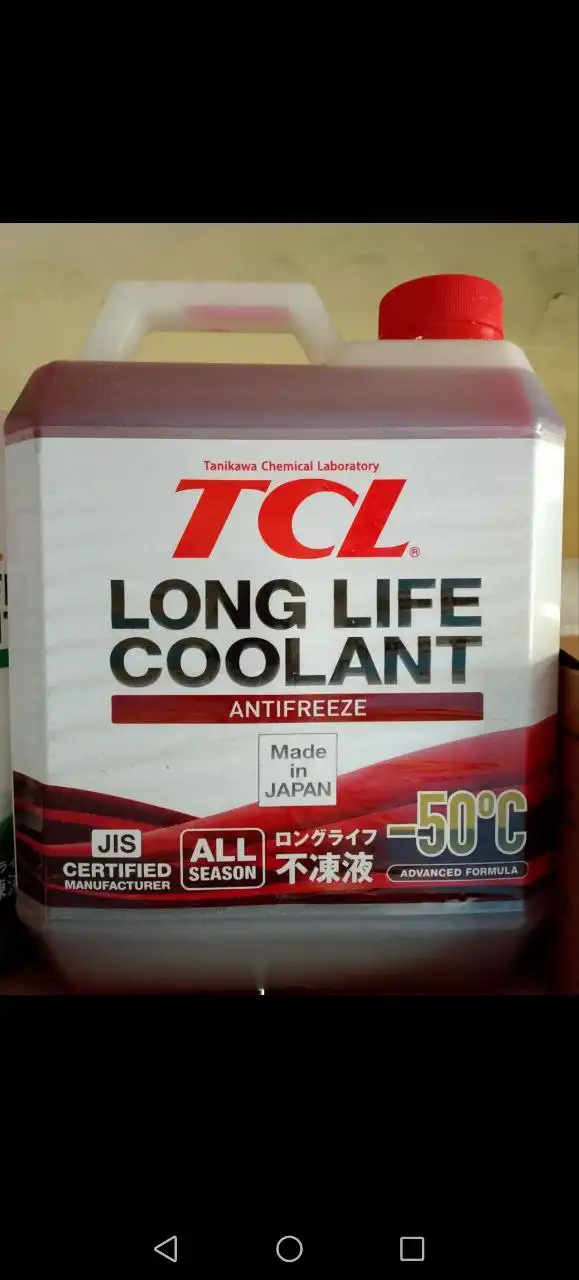 Tanikawa Chemical Laboratory
TCL®
LONG LIFE
COOLANT
ANTIFREEZE
Made
in
JAPAN
JIS
CERTIFIED
MANUFACTURER
ALL
SEASON
ロングライフ
不凍液
-50°C
ADVANCED FORMULA